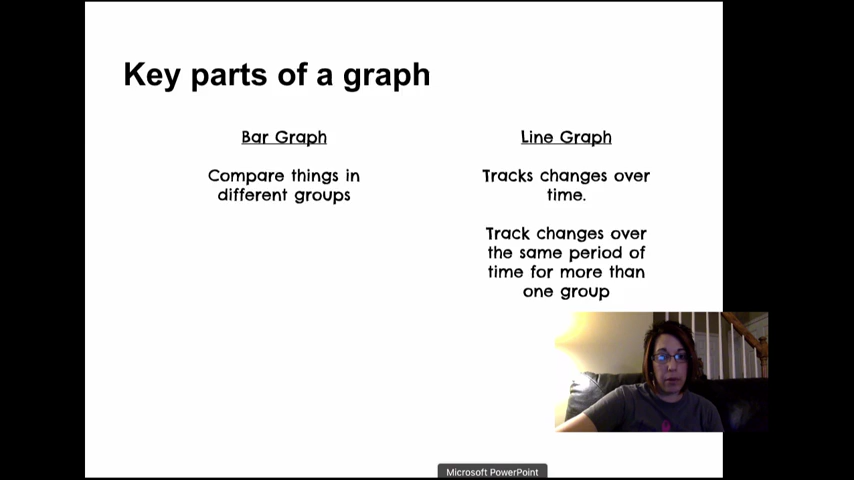 Key parts of a graph
Bar Graph
Compare things in
different groups
Line Graph
Tracks changes over
time.
Track changes over
the same period of
time for more than
one group
Microsoft PowerPoint